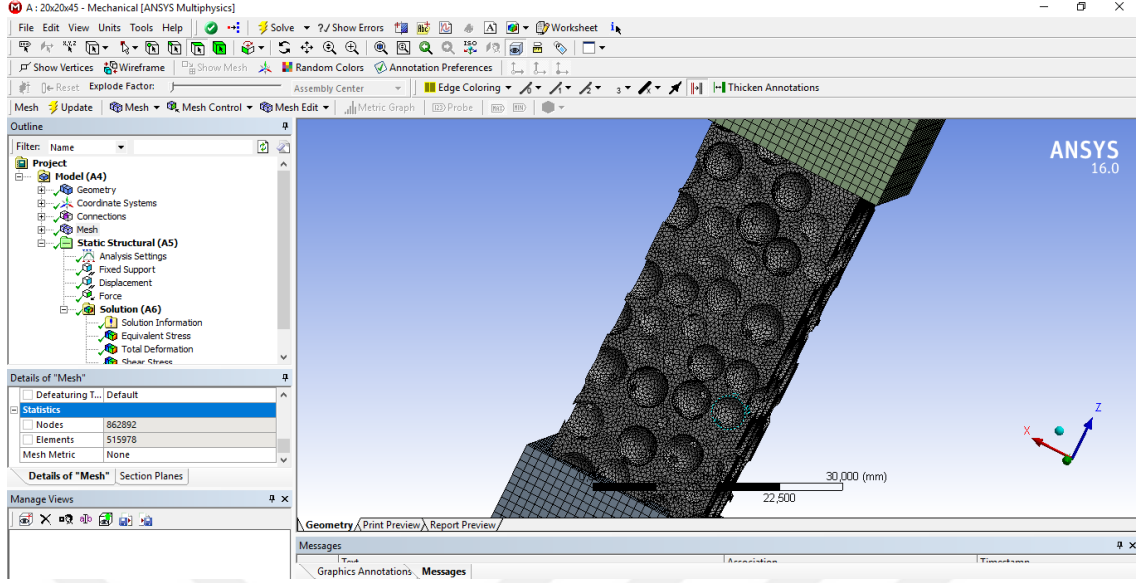 A : 20x20x45 - Mechanical [ANSYS Multiphysics]
File Edit View Units Tools Help Solve ?/ Show Errors Worksheet
Show Vertices Wireframe Show Mesh Random Colors Annotation Preferences
Reset Explode Factor: Assembly Center Edge Coloring Thicken Annotations
Mesh Update Mesh Mesh Control Mesh Edit Metric Graph Probe
Outline
Filter: Name
Project
Model (A4)
Geometry
Coordinate Systems
Connections
Mesh
Static Structural (A5)
Analysis Settings
Fixed Support
Displacement
Force
Solution (A6)
Solution Information
Equivalent Stress
Total Deformation
Shear Stress
Details of "Mesh"
Defeaturing T... Default
Statistics
Nodes 862892
Elements 515978
Mesh Metric None
Details of "Mesh" Section Planes
Manage Views
ANSYS
16.0
Z
X
30,000 (mm)
22,500
Geometry Print Preview Report Preview
Messages
Text Association Timestamp
Graphics Annotations Messages